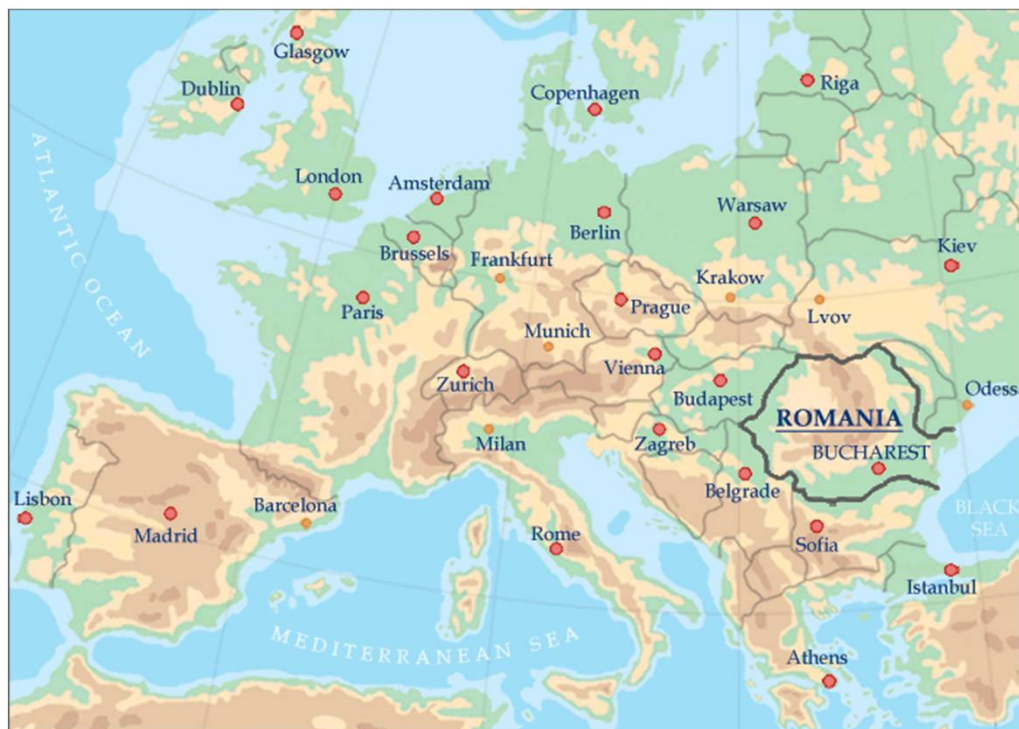 Glasgow
Dublin
Copenhagen
Riga
London
Amsterdam
Berlin
Warsaw
Brussels
Kiev
Frankfurt
Krakow
Paris
Prague
Lvov
Munich
Vienna
Zurich
Budapest
Odess
ROMANIA
Milan
Zagreb
BUCHAREST
Belgrade
Lisbon
Barcelona
Madrid
Rome
Sofia
BLACK
SEA
Istanbul
Athens
ATLANTIC OCEAN
MEDITERRANEAN SEA